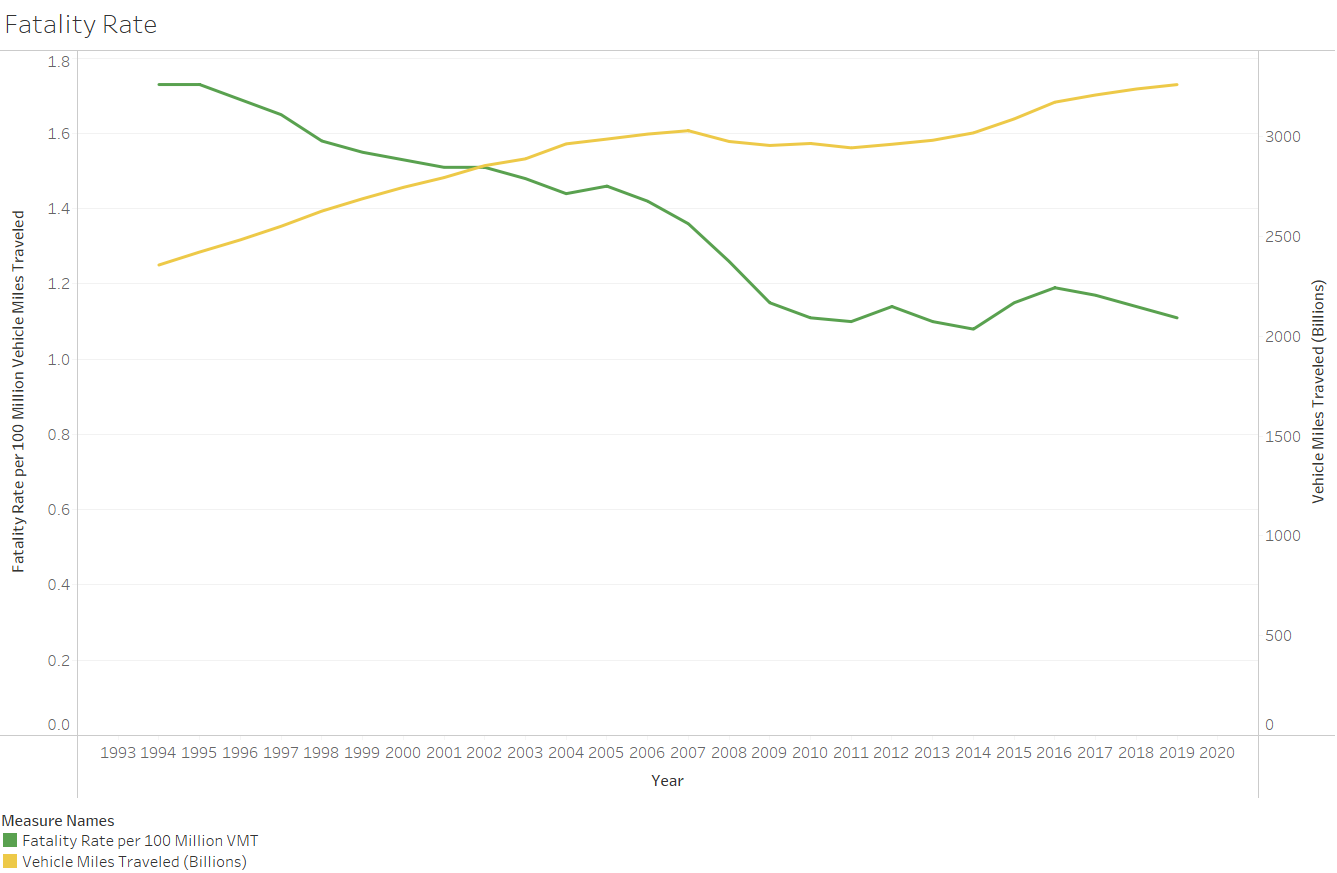 Fatality Rate
1.8
1.6
1.4
1.2
1.0
0.8
0.6
0.4
0.2
0.0
Fatality Rate per 100 Million Vehicle Miles Traveled
3000
2500
2000
1500
1000
500
0
Vehicle Miles Traveled (Billions)
1993 1994 1995 1996 1997 1998 1999 2000 2001 2002 2003 2004 2005 2006 2007 2008 2009 2010 2011 2012 2013 2014 2015 2016 2017 2018 2019 2020
Year
Measure Names
Fatality Rate per 100 Million VMT
Vehicle Miles Traveled (Billions)